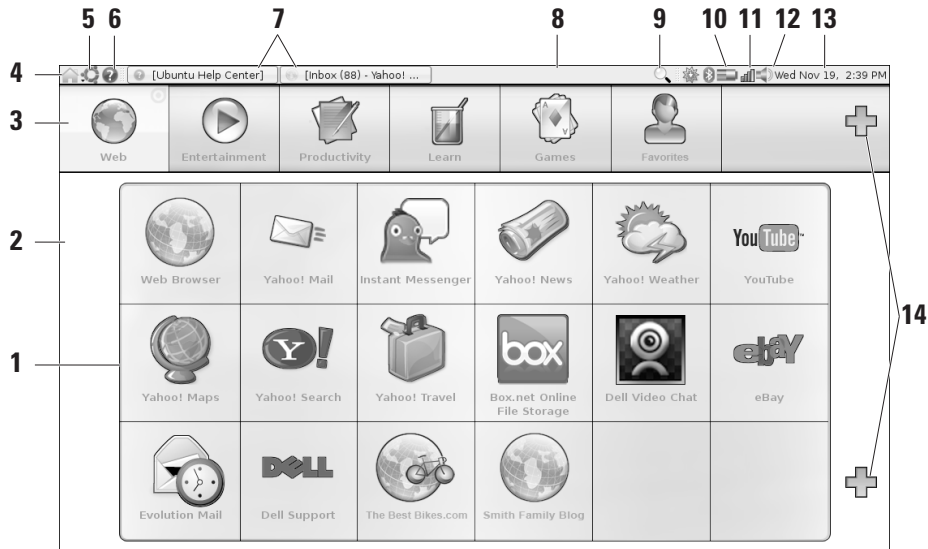 5 6 7 8 9 10 11 12 13
4 ? ? [Ubuntu Help Center] [Inbox (88) - Yahoo! ... Wed Nov 19, 2:39 PM
3
Web Entertainment Productivity Learn Games Favorites
A
A
2
You Tube ™
Web Browser Yahoo! Mail Instant Messenger Yahoo! News Yahoo! Weather YouTube
14
1
Y! box ebay
Yahoo! Maps Yahoo! Search Yahoo! Travel Box.net Online File Storage Dell Video Chat eBay
DELL
Evolution Mail Dell Support The Best Bikes.com Smith Family Blog